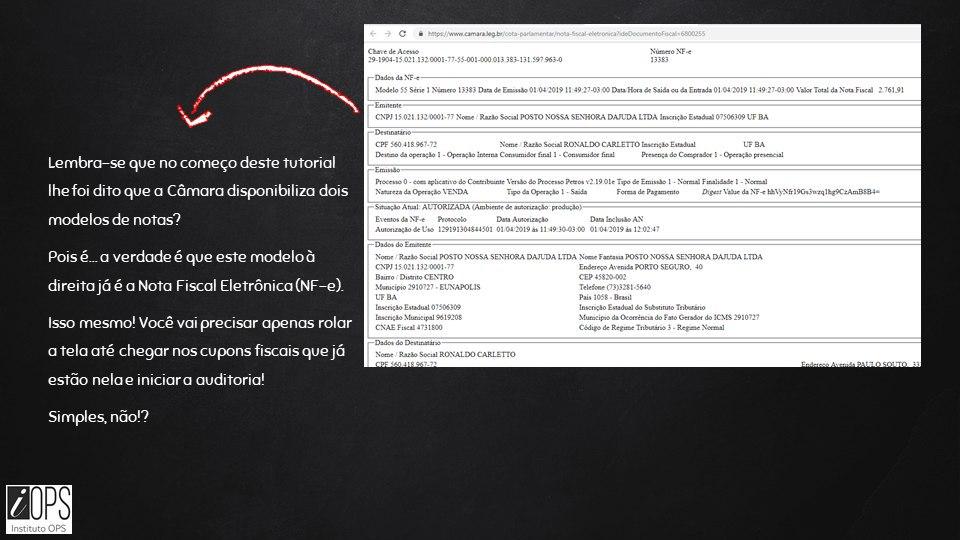 Lembra-se que no começo deste tutorial
lhe foi dito que a Câmara disponibiliza dois
modelos de notas?
Pois é... a verdade é que este modelo à
direita já é a Nota Fiscal Eletrônica (NF-e).
Isso mesmo! Você vai precisar apenas rolar
a tela até chegar nos cupons fiscais que já
estão nela e iniciar a auditoria!
Simples, não!?
https://www.camara.leg.br/cota-parlamentar/nota-fiscal-eletronica?ideDocumentoFiscal=6800255
Chave de Acesso Número NF-e
29-1904-15.021.132/0001-77-55-001-000.013.383-131.597.963-0 13383
Dados da NF-e
Modelo 55 Série 1 Número 13383 Data de Emissão 01/04/2019 11:49:27-03:00 Data/Hora de Saída ou da Entrada 01/04/2019 11:49:27-03:00 Valor Total da Nota Fiscal 2.761,91
Emitente
CNPJ 15.021.132/0001-77 Nome / Razão Social POSTO NOSSA SENHORA DAJUDA LTDA Inscrição Estadual 07506309 UF BA
Destinatário
CPF 560.418.967-72 Nome / Razão Social RONALDO CARLETTO Inscrição Estadual UF BA
Destino da operação 1 - Operação Interna Consumidor final 1 - Consumidor final Presença do Comprador 1 - Operação presencial
Emissão
Processo 0 - com aplicativo do Contribuinte Versão do Processo Petros v2.19.01e Tipo de Emissão 1 - Normal Finalidade 1 - Normal
Natureza da Operação VENDA Tipo da Operação 1 - Saída Forma de Pagamento Digest Value da NF-e
Situação Atual: AUTORIZADA (Ambiente de autorização: produção)
Eventos da NF-e Protocolo Data Autorização Data Inclusão AN
Autorização de Uso 129191304844501 01/04/2019 às 11:49:30-03:00 01/04/2019 às 12:02:47
Dados do Emitente
Nome / Razão Social POSTO NOSSA SENHORA DAJUDA LTDA Nome Fantasia POSTO NOSSA SENHORA DAJUDA LTDA
CNPJ 15.021.132/0001-77 Endereço Avenida PORTO SEGURO, 40
Bairro / Distrito CENTRO CEP 45820-002
Município 2910727 - EUNAPOLIS Telefone (73)3281-5640
UF BA País 1058 - Brasil
Inscrição Estadual 07506309 Inscrição Estadual do Substituto Tributário
Inscrição Municipal 9619208 Município da Ocorrência do Fato Gerador do ICMS 2910727
CNAE Fiscal 4731800 Código de Regime Tributário 3 - Regime Normal
Dados do Destinatário
Nome / Razão Social RONALDO CARLETTO
CPF 560.418.967-72 Endereço Avenida PAULO SOUTO,
iOPS
Instituto OPS